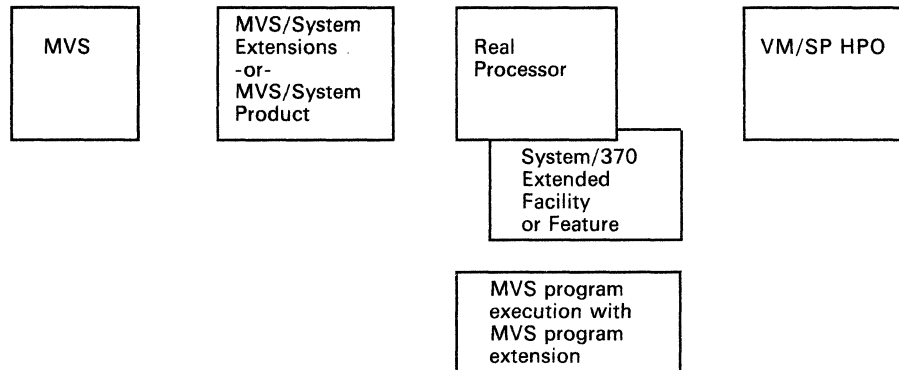 MVS
MVS/System
Extensions
-or-
MVS/System
Product
Real
Processor
VM/SP HPO
System/370
Extended
Facility
or Feature
MVS program
execution with
MVS program
extension